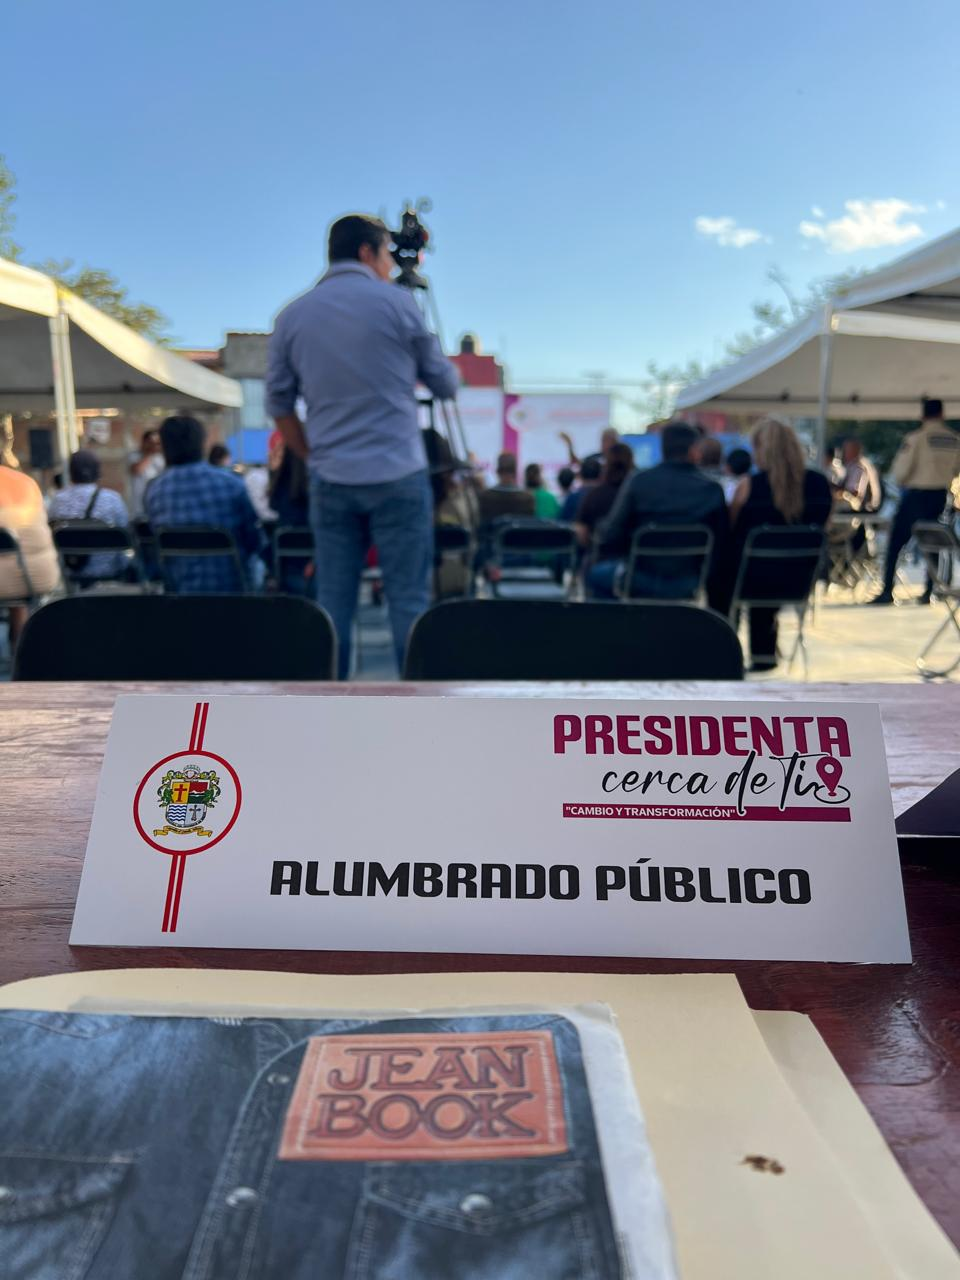 PRESIDENTA
cerca de Ti
"CAMBIO Y TRANSFORMACIÓN"
ALUMBRADO PÚBLICO
JEAN
BOOK